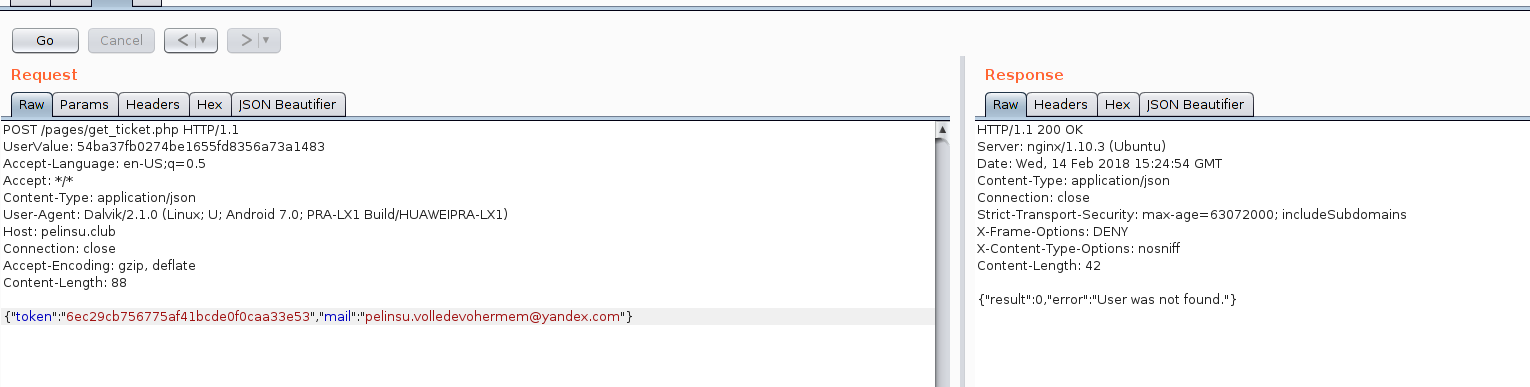 Go
Cancel
< | ▼
> | ▼
Request
Raw
Params
Headers
Hex
JSON Beautifier
POST /pages/get_ticket.php HTTP/1.1
UserValue: 54ba37fb0274be1655fd8356a73a1483
Accept-Language: en-US;q=0.5
Accept: */*
Content-Type: application/json
User-Agent: Dalvik/2.1.0 (Linux; U; Android 7.0; PRA-LX1 Build/HUAWEIPRA-LX1)
Host: pelinsu.club
Connection: close
Accept-Encoding: gzip, deflate
Content-Length: 88
{"token":"6ec29cb756775af41bcde0f0caa33e53","mail":"pelinsu.volledevohermem@yandex.com"}
Response
Raw
Headers
Hex
JSON Beautifier
HTTP/1.1 200 OK
Server: nginx/1.10.3 (Ubuntu)
Date: Wed, 14 Feb 2018 15:24:54 GMT
Content-Type: application/json
Connection: close
Strict-Transport-Security: max-age=63072000; includeSubdomains
X-Frame-Options: DENY
X-Content-Type-Options: nosniff
Content-Length: 42
{"result":0,"error":"User was not found."}